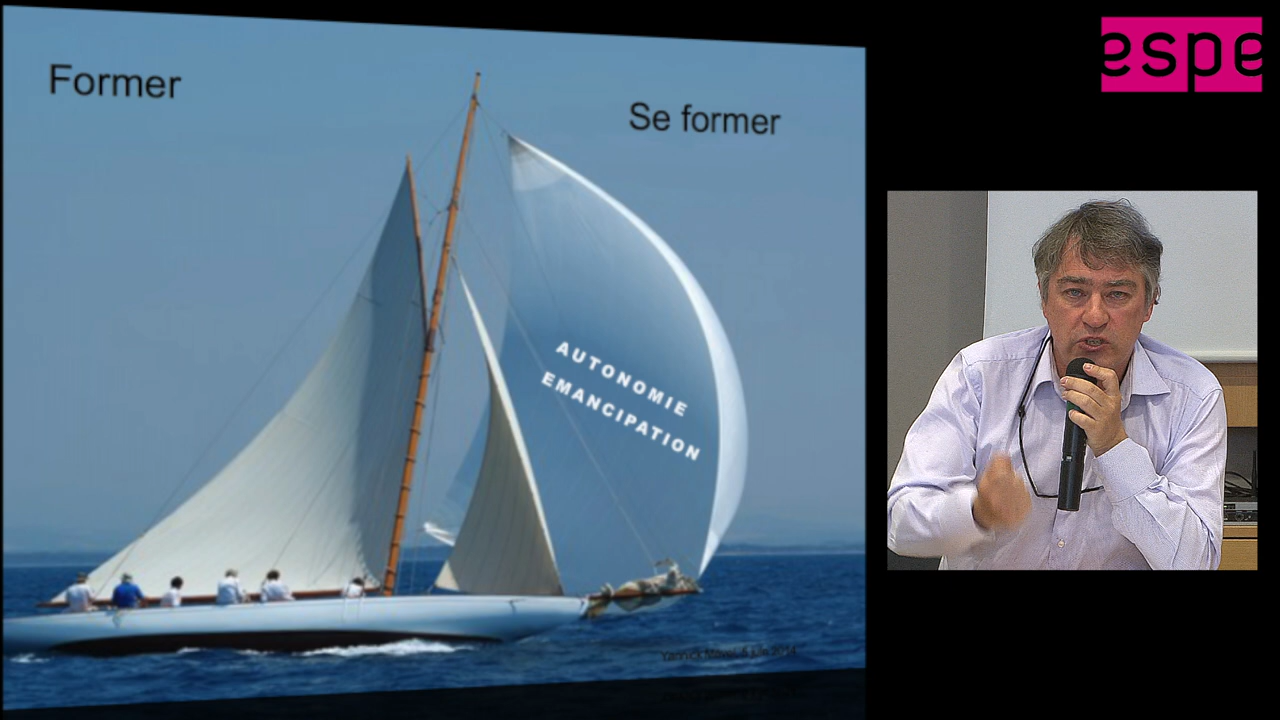 Former
Se former
AUTONOMIE
EMANCIPATION
espe